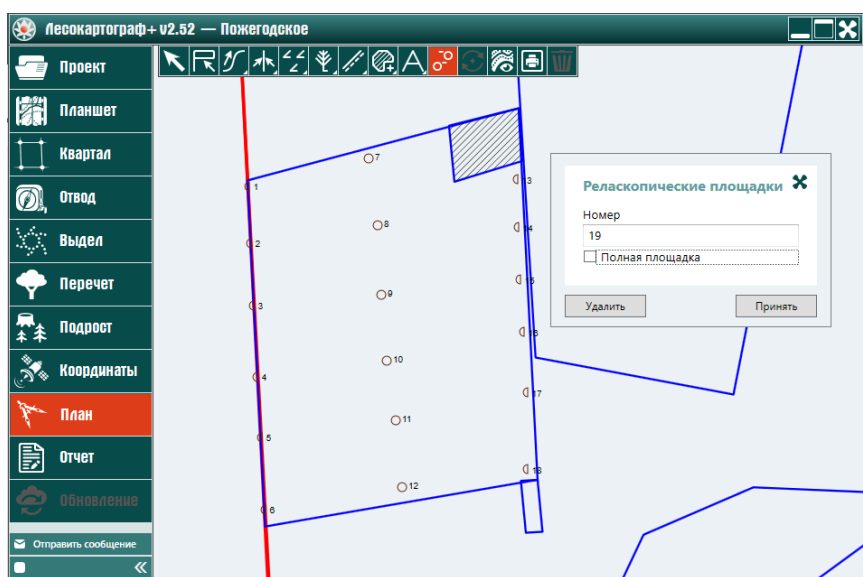 Лесокартограф+ v2.52 — Пожегодское
Проект
Планшет
Квартал
Отвод
Выдел
Перечет
Подрост
Координаты
План
Отчет
Обновление
Отправить сообщение
7
1
13
8
14
2
15
9
3
16
10
4
17
11
5
18
12
6
Реласкопические площадки
Номер
19
Полная площадка
Удалить
Принять